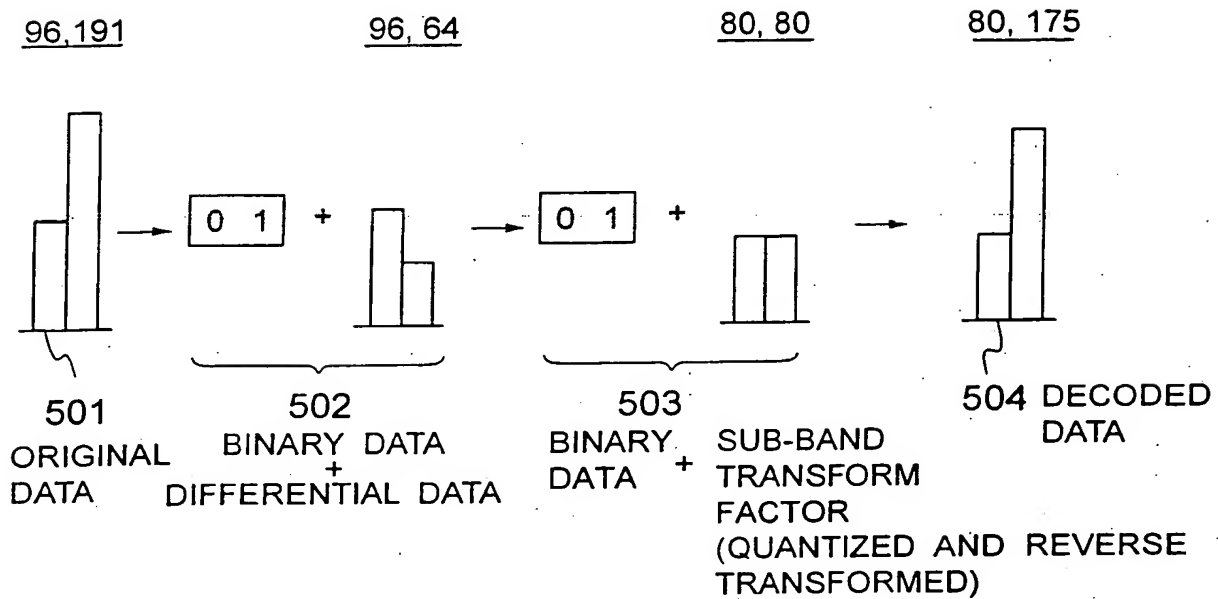 96,191 96,64 80,80 80,175
0 1 + 0 1 +
501
ORIGINAL
DATA
502
BINARY DATA
+
DIFFERENTIAL DATA
503
BINARY
DATA
+
SUB-BAND
TRANSFORM
FACTOR
(QUANTIZED AND REVERSE
TRANSFORMED)
504 DECODED
DATA